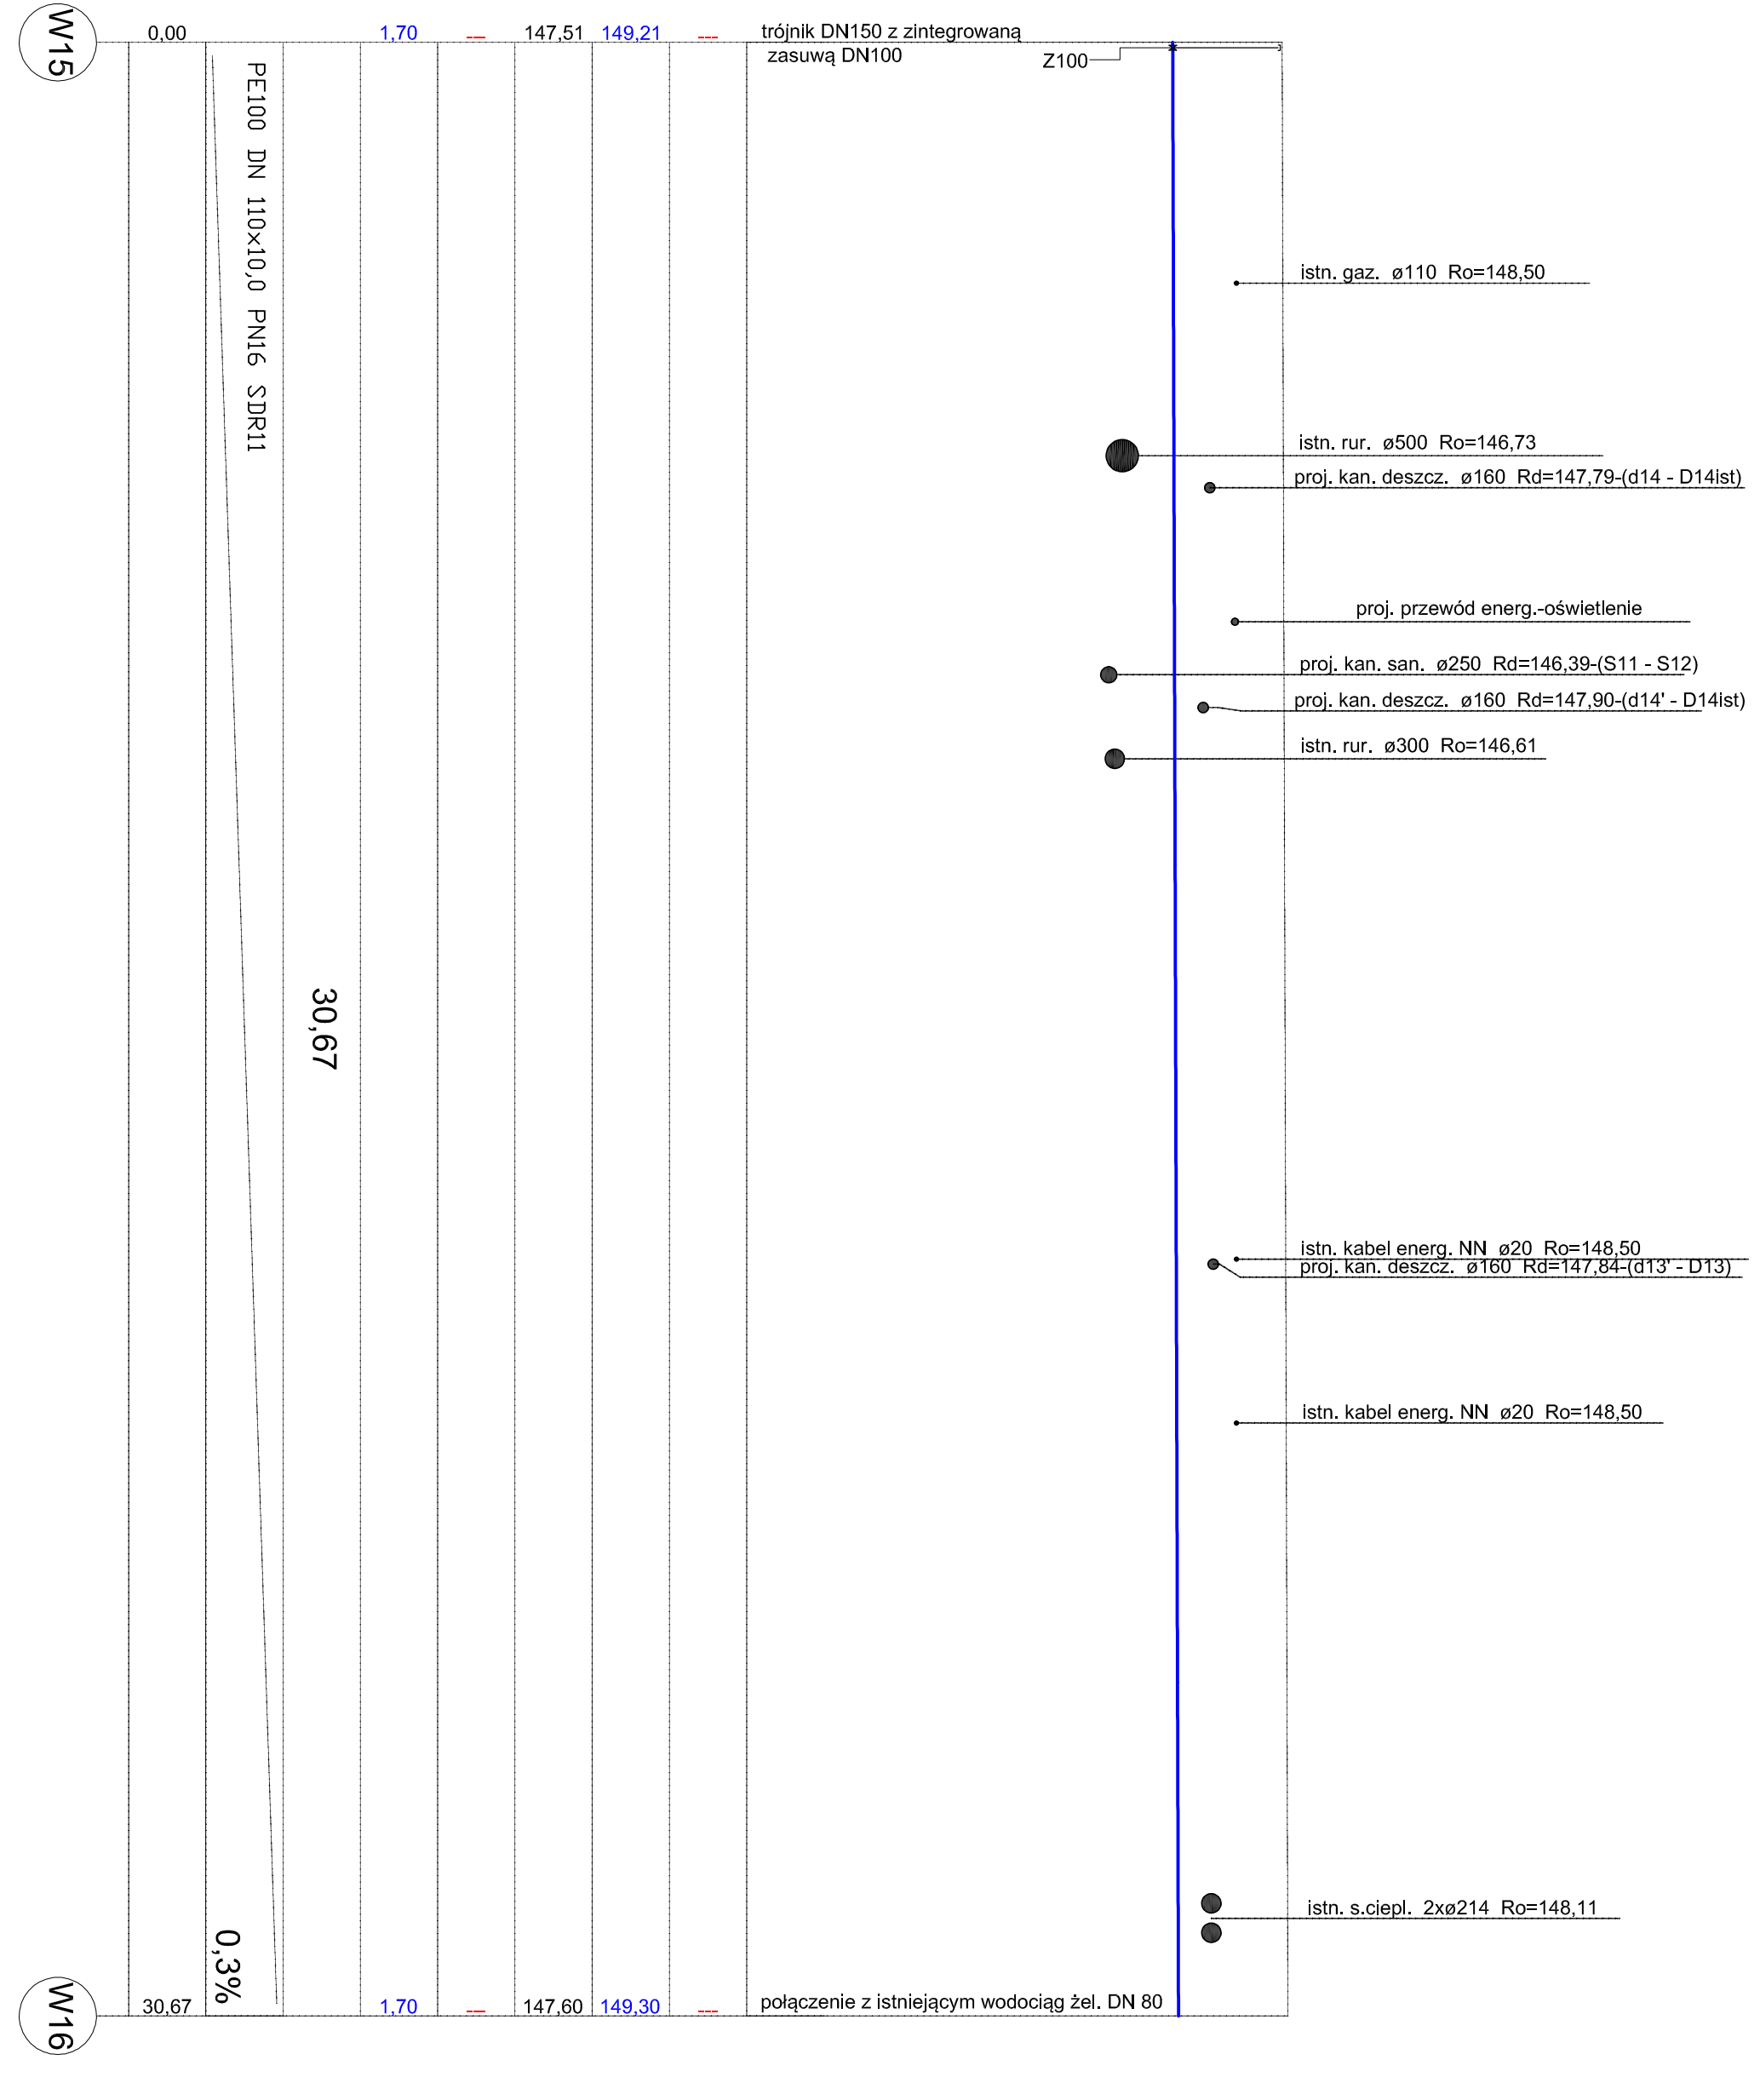 W15
0,00
1,70
---
147,51
149,21
---
trójnik DN150 z zintegrowaną
zasuwą DN100
Z100
PE100 DN 110x10,0 PN16 SDR11
istn. gaz. ø110 Ro=148,50
istn. rur. ø500 Ro=146,73
proj. kan. deszcz. ø160 Rd=147,79-(d14 - D14ist)
proj. przewód energ.-oświetlenie
proj. kan. san. ø250 Rd=146,39-(S11 - S12)
proj. kan. deszcz. ø160 Rd=147,90-(d14' - D14ist)
istn. rur. ø300 Ro=146,61
30,67
istn. kabel energ. NN ø20 Ro=148,50
proj. kan. deszcz. ø160 Rd=147,84-(d13' - D13)
istn. kabel energ. NN ø20 Ro=148,50
istn. s.ciepl. 2xø214 Ro=148,11
0,3%
W16
30,67
1,70
---
147,60
149,30
---
połączenie z istniejącym wodociąg żel. DN 80